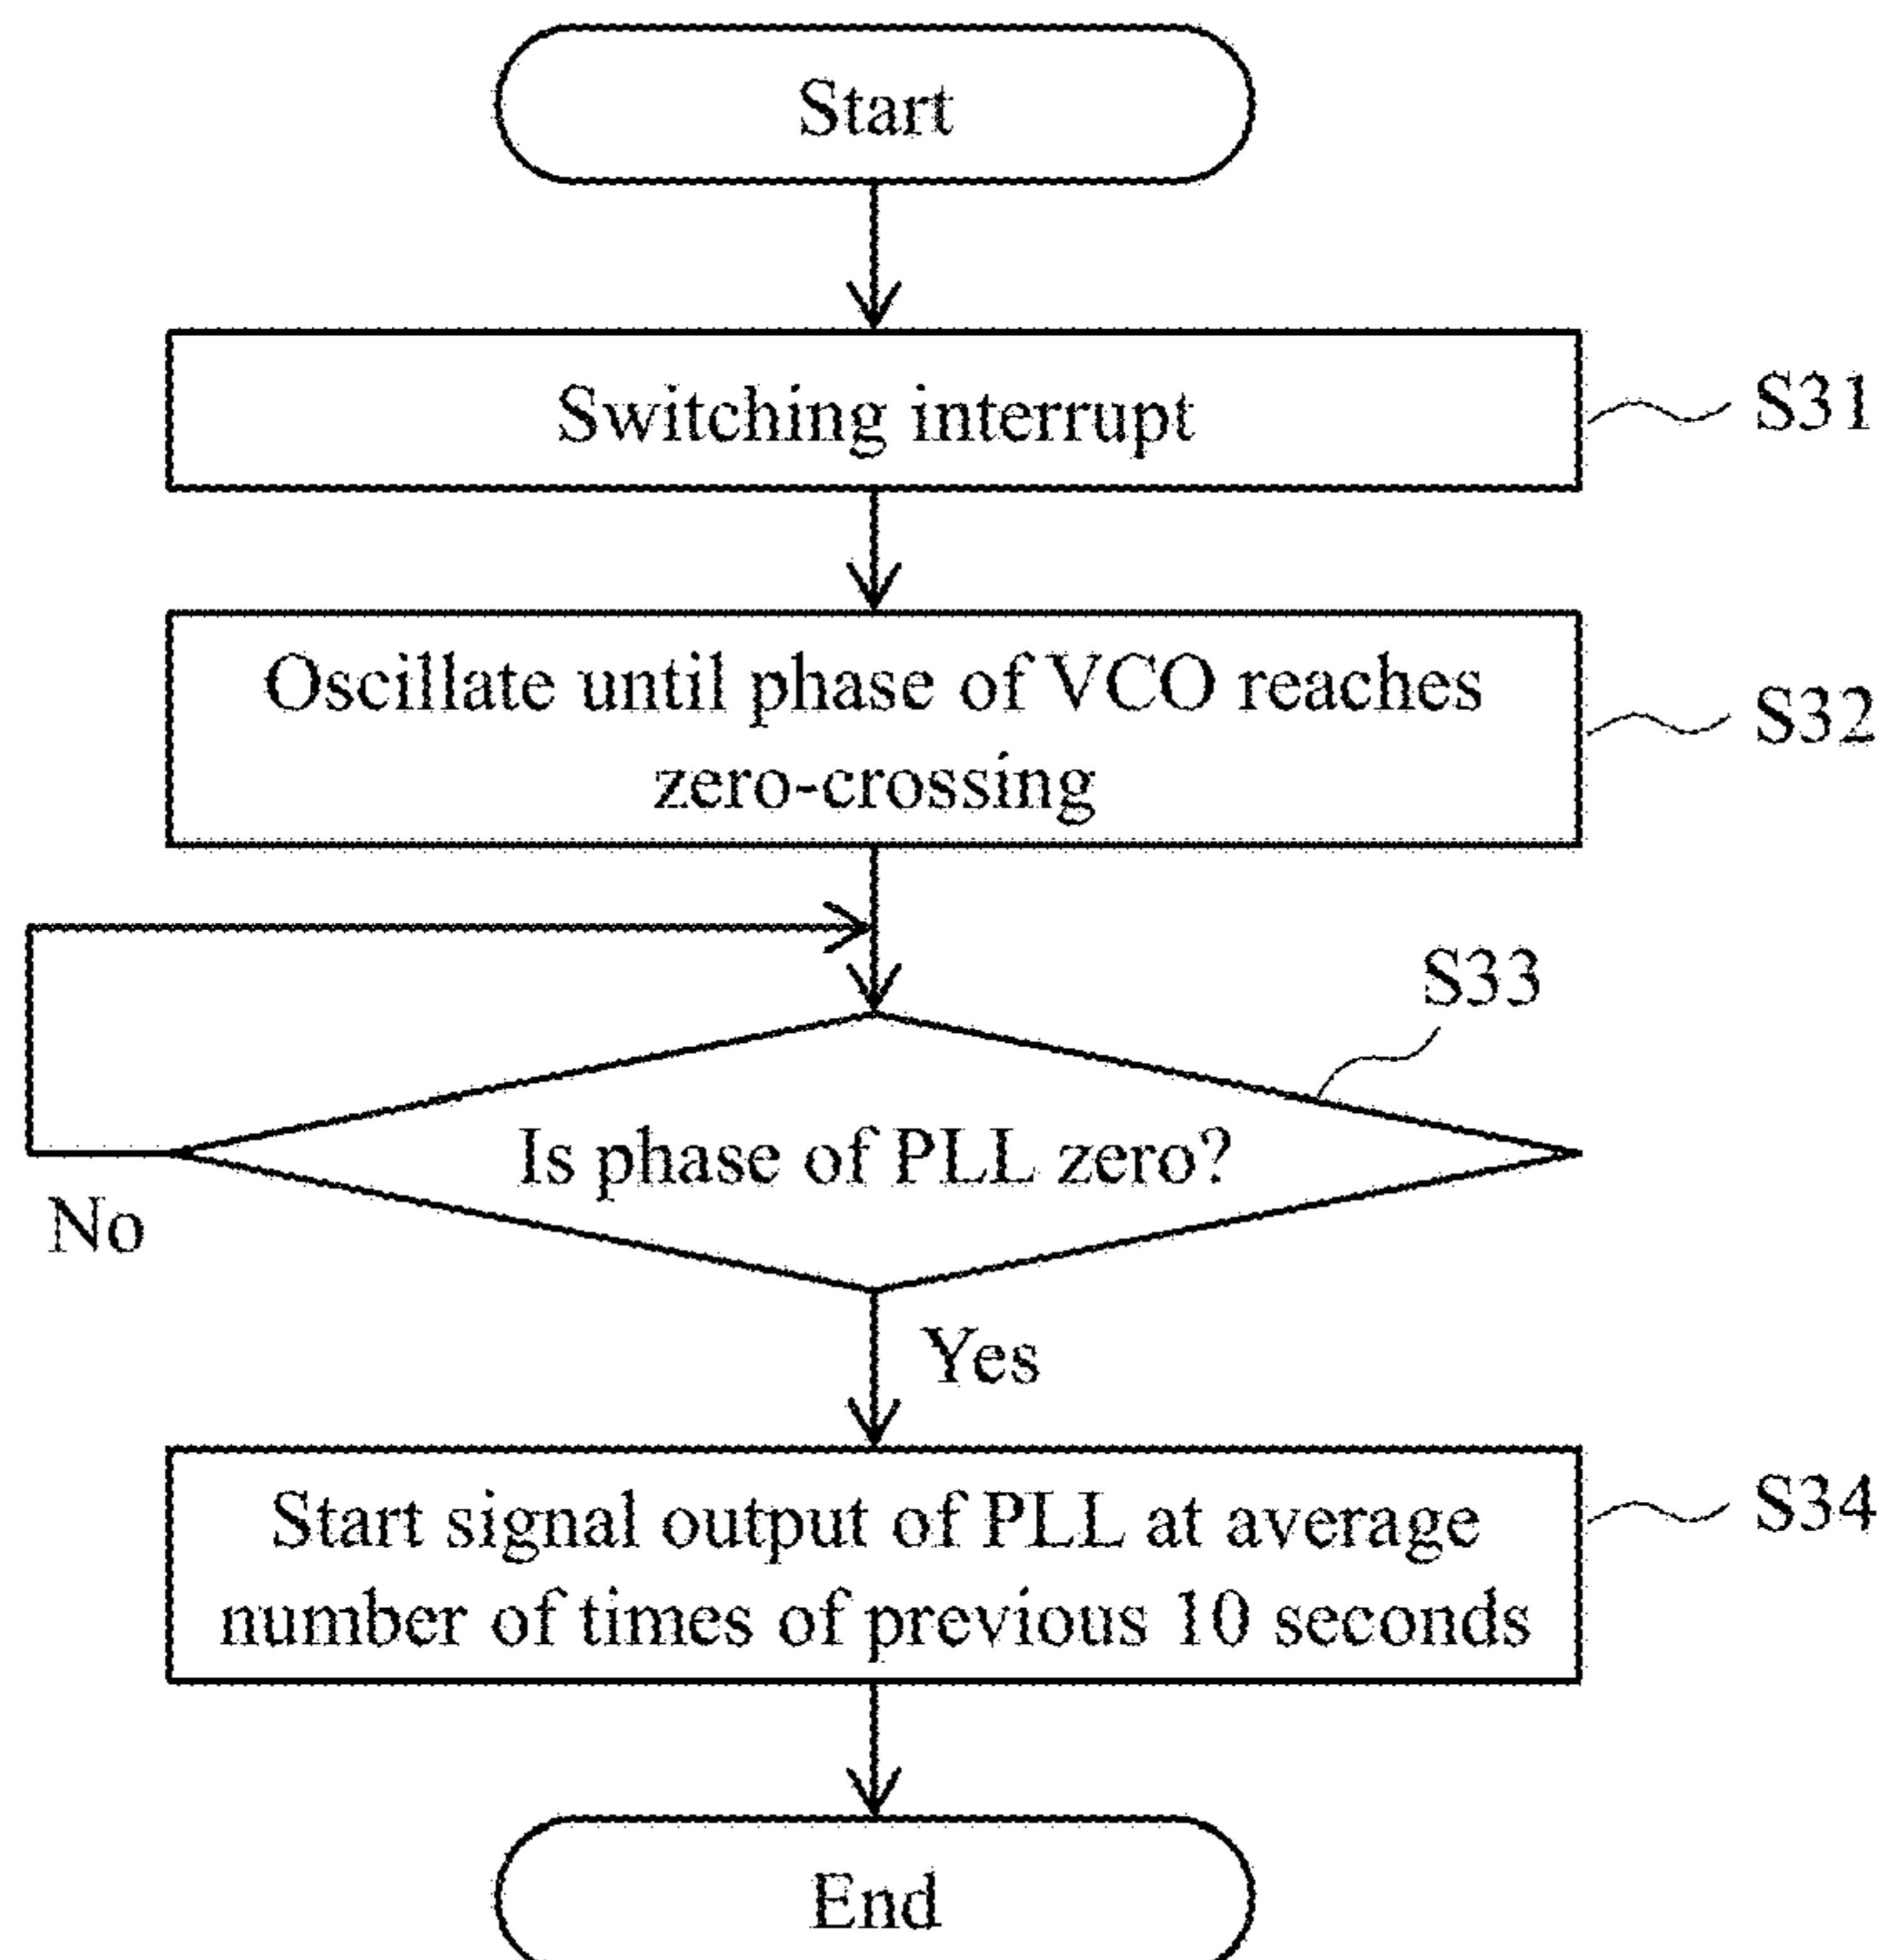 Start
Switching interrupt
S31
Oscillate until phase of VCO reaches
zero-crossing
S32
S33
Is phase of PLL zero?
No
Yes
Start signal output of PLL at average
number of times of previous 10 seconds
S34
End